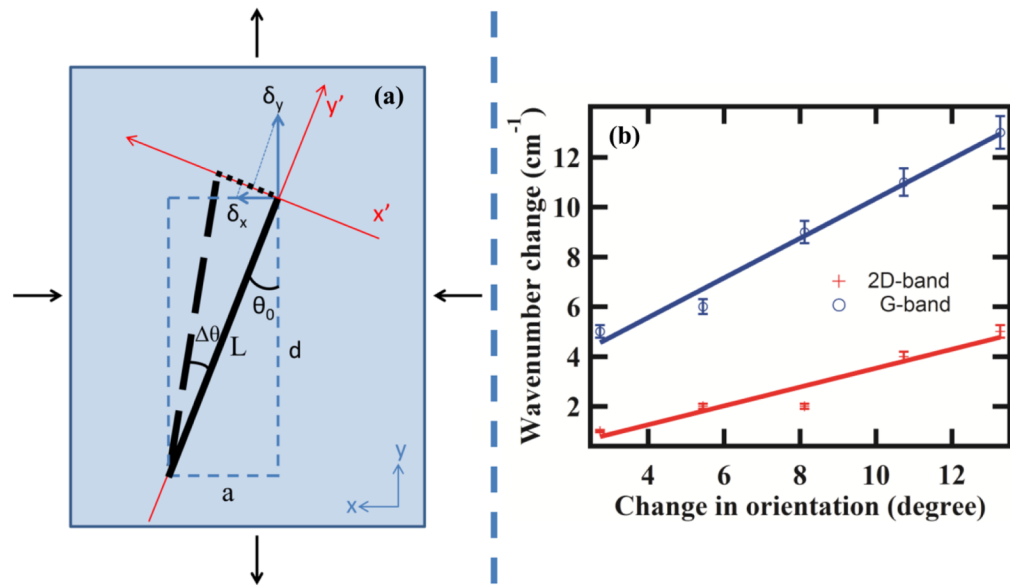 (a)
δy
y'
δx
x'
θ0
Δθ
L
d
a
y
x
(b)
Wavenumber change (cm-1)
12
10
8
6
4
2
2D-band
G-band
4
6
8
10
12
Change in orientation (degree)